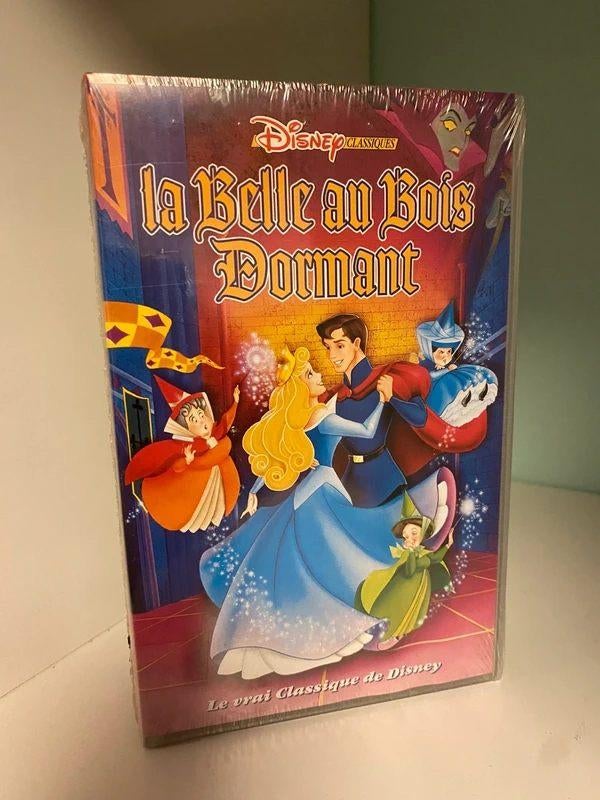 Disney CLASSIQUES
la Belle au Bois
Dormant
Le vrai Classique de Disney